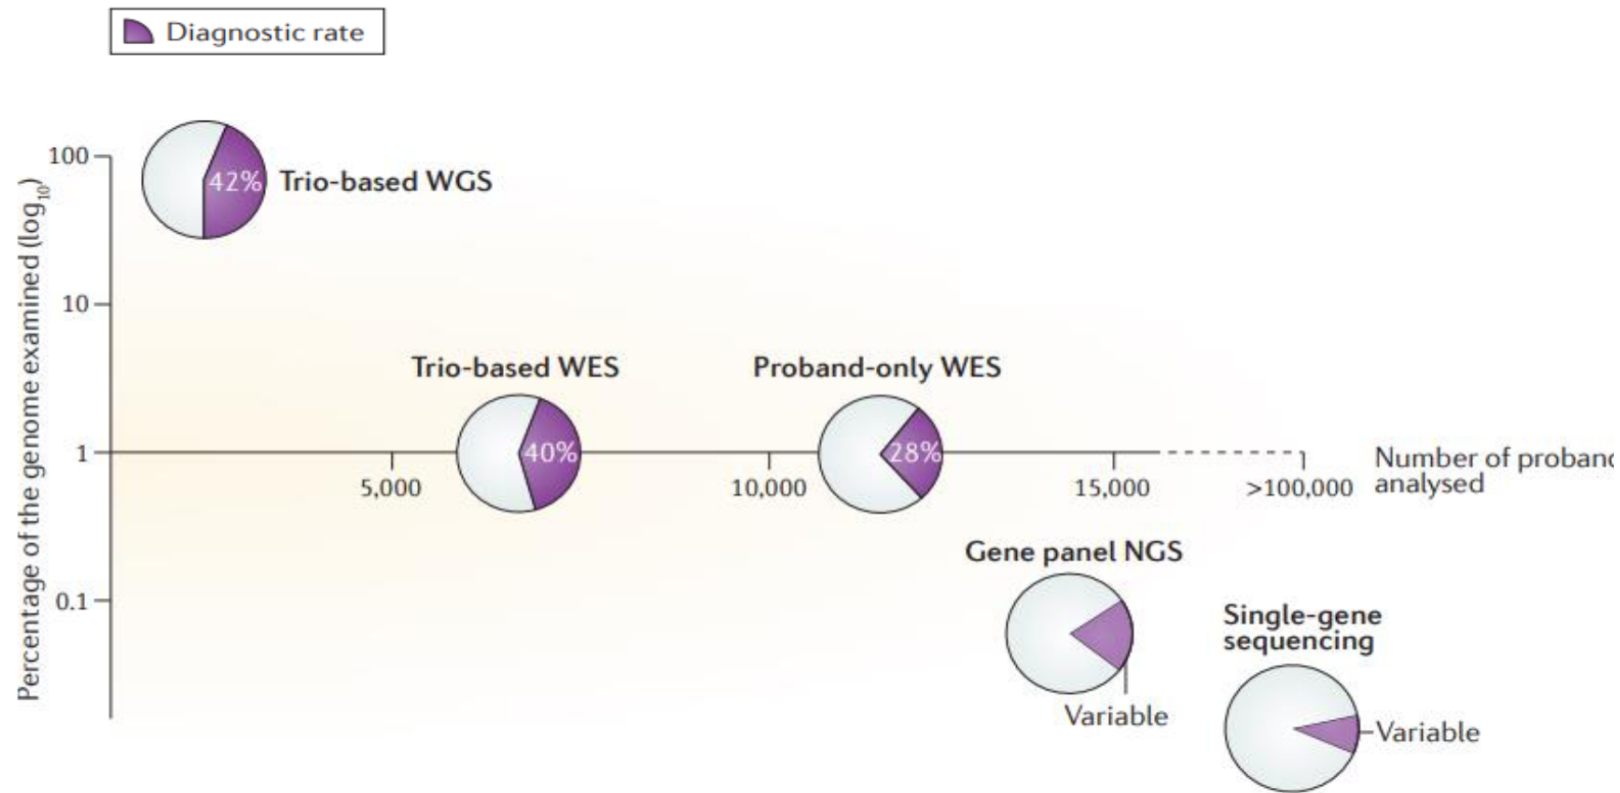 Diagnostic rate
100
42%
Trio-based WGS
Percentage of the genome examined (log10)
10
Trio-based WES
Proband-only WES
1
40%
28%
5,000
10,000
15,000
>100,000
Number of proband
analysed
Gene panel NGS
0.1
Single-gene
sequencing
Variable
Variable